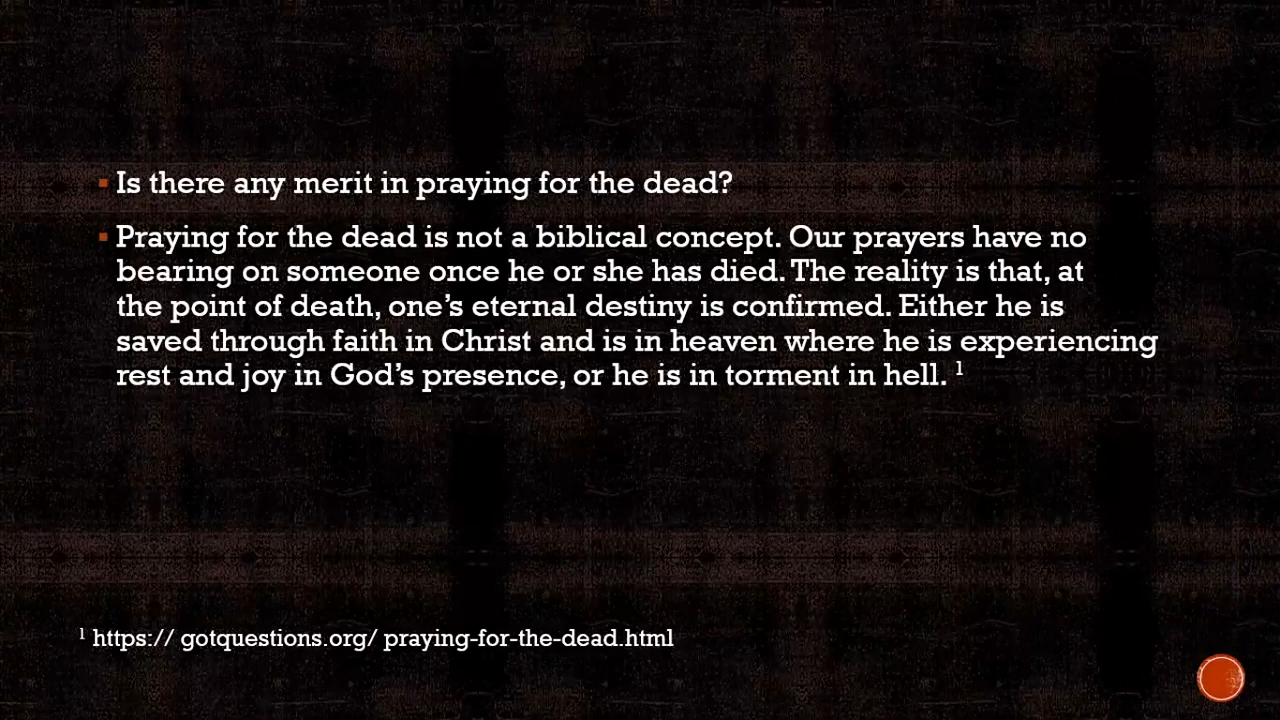 ▪ Is there any merit in praying for the dead?
▪ Praying for the dead is not a biblical concept. Our prayers have no
bearing on someone once he or she has died. The reality is that, at
the point of death, one’s eternal destiny is confirmed. Either he is
saved through faith in Christ and is in heaven where he is experiencing
rest and joy in God’s presence, or he is in torment in hell. ¹
¹ https:// gotquestions.org/ praying-for-the-dead.html